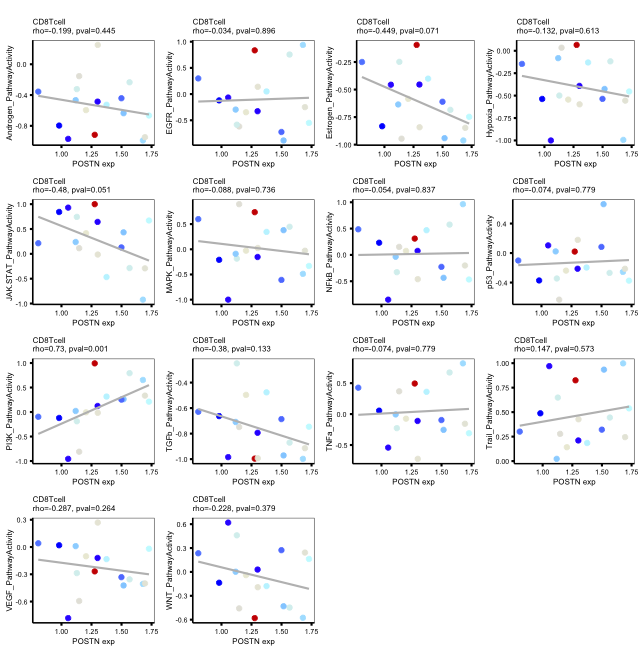 CD8Tcell
rho=-0.199, pval=0.445
Androgen_PathwayActivity
0.0
-0.4
-0.8
1.00 1.25 1.50 1.75
POSTN exp
CD8Tcell
rho=-0.034, pval=0.896
EGFR_PathwayActivity
1.0
0.5
0.0
-0.5
1.00 1.25 1.50 1.75
POSTN exp
CD8Tcell
rho=-0.449, pval=0.071
Estrogen_PathwayActivity
-0.25
-0.50
-0.75
-1.00
1.00 1.25 1.50 1.75
POSTN exp
CD8Tcell
rho=-0.132, pval=0.613
Hypoxia_PathwayActivity
0.00
-0.25
-0.50
-0.75
-1.00
1.00 1.25 1.50 1.75
POSTN exp
CD8Tcell
rho=-0.48, pval=0.051
JAK.STAT_PathwayActivity
1.0
0.5
0.0
-0.5
-1.0
1.00 1.25 1.50 1.75
POSTN exp
CD8Tcell
rho=-0.088, pval=0.736
MAPK_PathwayActivity
1.0
0.5
0.0
-0.5
-1.0
1.00 1.25 1.50 1.75
POSTN exp
CD8Tcell
rho=-0.054, pval=0.837
NFkB_PathwayActivity
1.0
0.5
0.0
-0.5
1.00 1.25 1.50 1.75
POSTN exp
CD8Tcell
rho=-0.074, pval=0.779
p53_PathwayActivity
0.4
0.0
-0.4
1.00 1.25 1.50 1.75
POSTN exp
CD8Tcell
rho=0.73, pval=0.001
PI3K_PathwayActivity
1.0
0.5
0.0
-0.5
-1.0
1.00 1.25 1.50 1.75
POSTN exp
CD8Tcell
rho=-0.38, pval=0.133
TGFb_PathwayActivity
-0.4
-0.6
-0.8
-1.0
1.00 1.25 1.50 1.75
POSTN exp
CD8Tcell
rho=-0.074, pval=0.779
TNFa_PathwayActivity
0.5
0.0
-0.5
1.00 1.25 1.50 1.75
POSTN exp
CD8Tcell
rho=0.147, pval=0.573
Trail_PathwayActivity
1.00
0.75
0.50
0.25
0.00
1.00 1.25 1.50 1.75
POSTN exp
CD8Tcell
rho=-0.287, pval=0.264
VEGF_PathwayActivity
0.3
0.0
-0.3
-0.6
1.00 1.25 1.50 1.75
POSTN exp
CD8Tcell
rho=-0.228, pval=0.379
WNT_PathwayActivity
0.6
0.3
0.0
-0.3
-0.6
1.00 1.25 1.50 1.75
POSTN exp